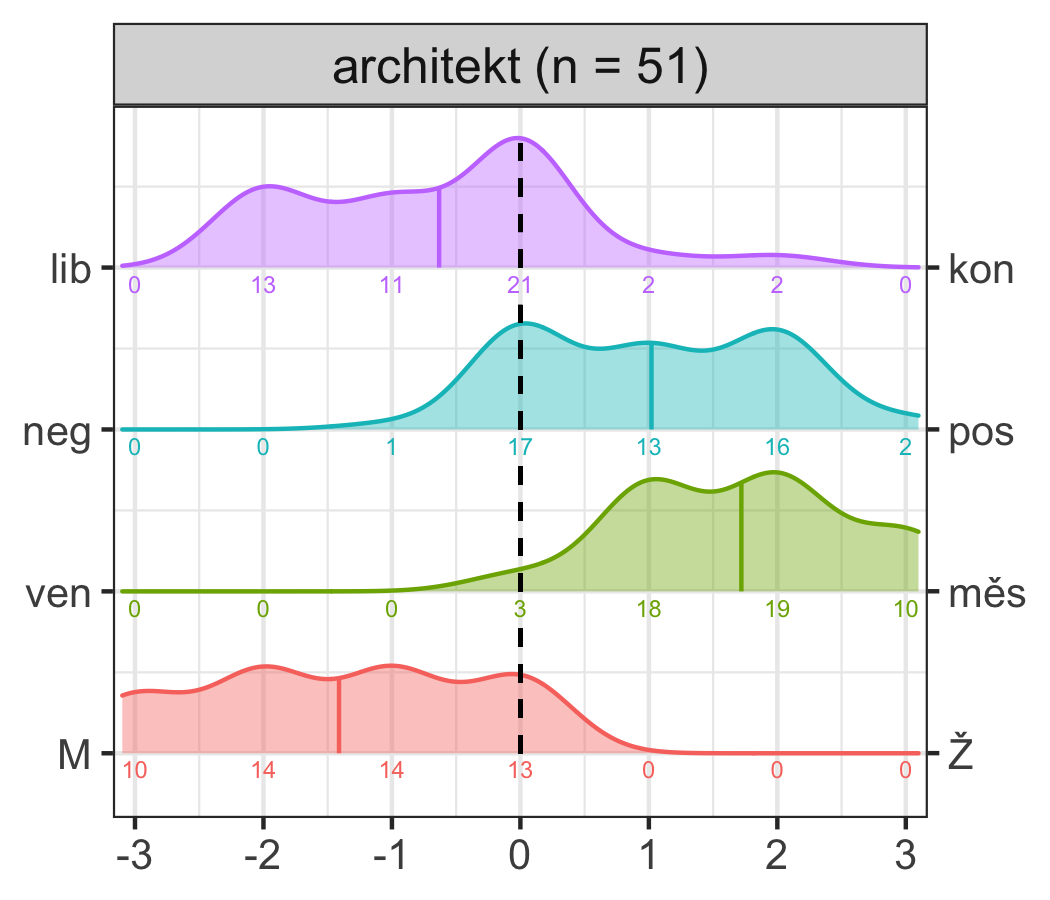 architekt (n = 51)
lib kon
0 13 11 21 2 2 0
neg pos
0 0 1 17 13 16 2
ven měs
0 0 0 3 18 19 10
M Ž
10 14 14 13 0 0 0
-3 -2 -1 0 1 2 3